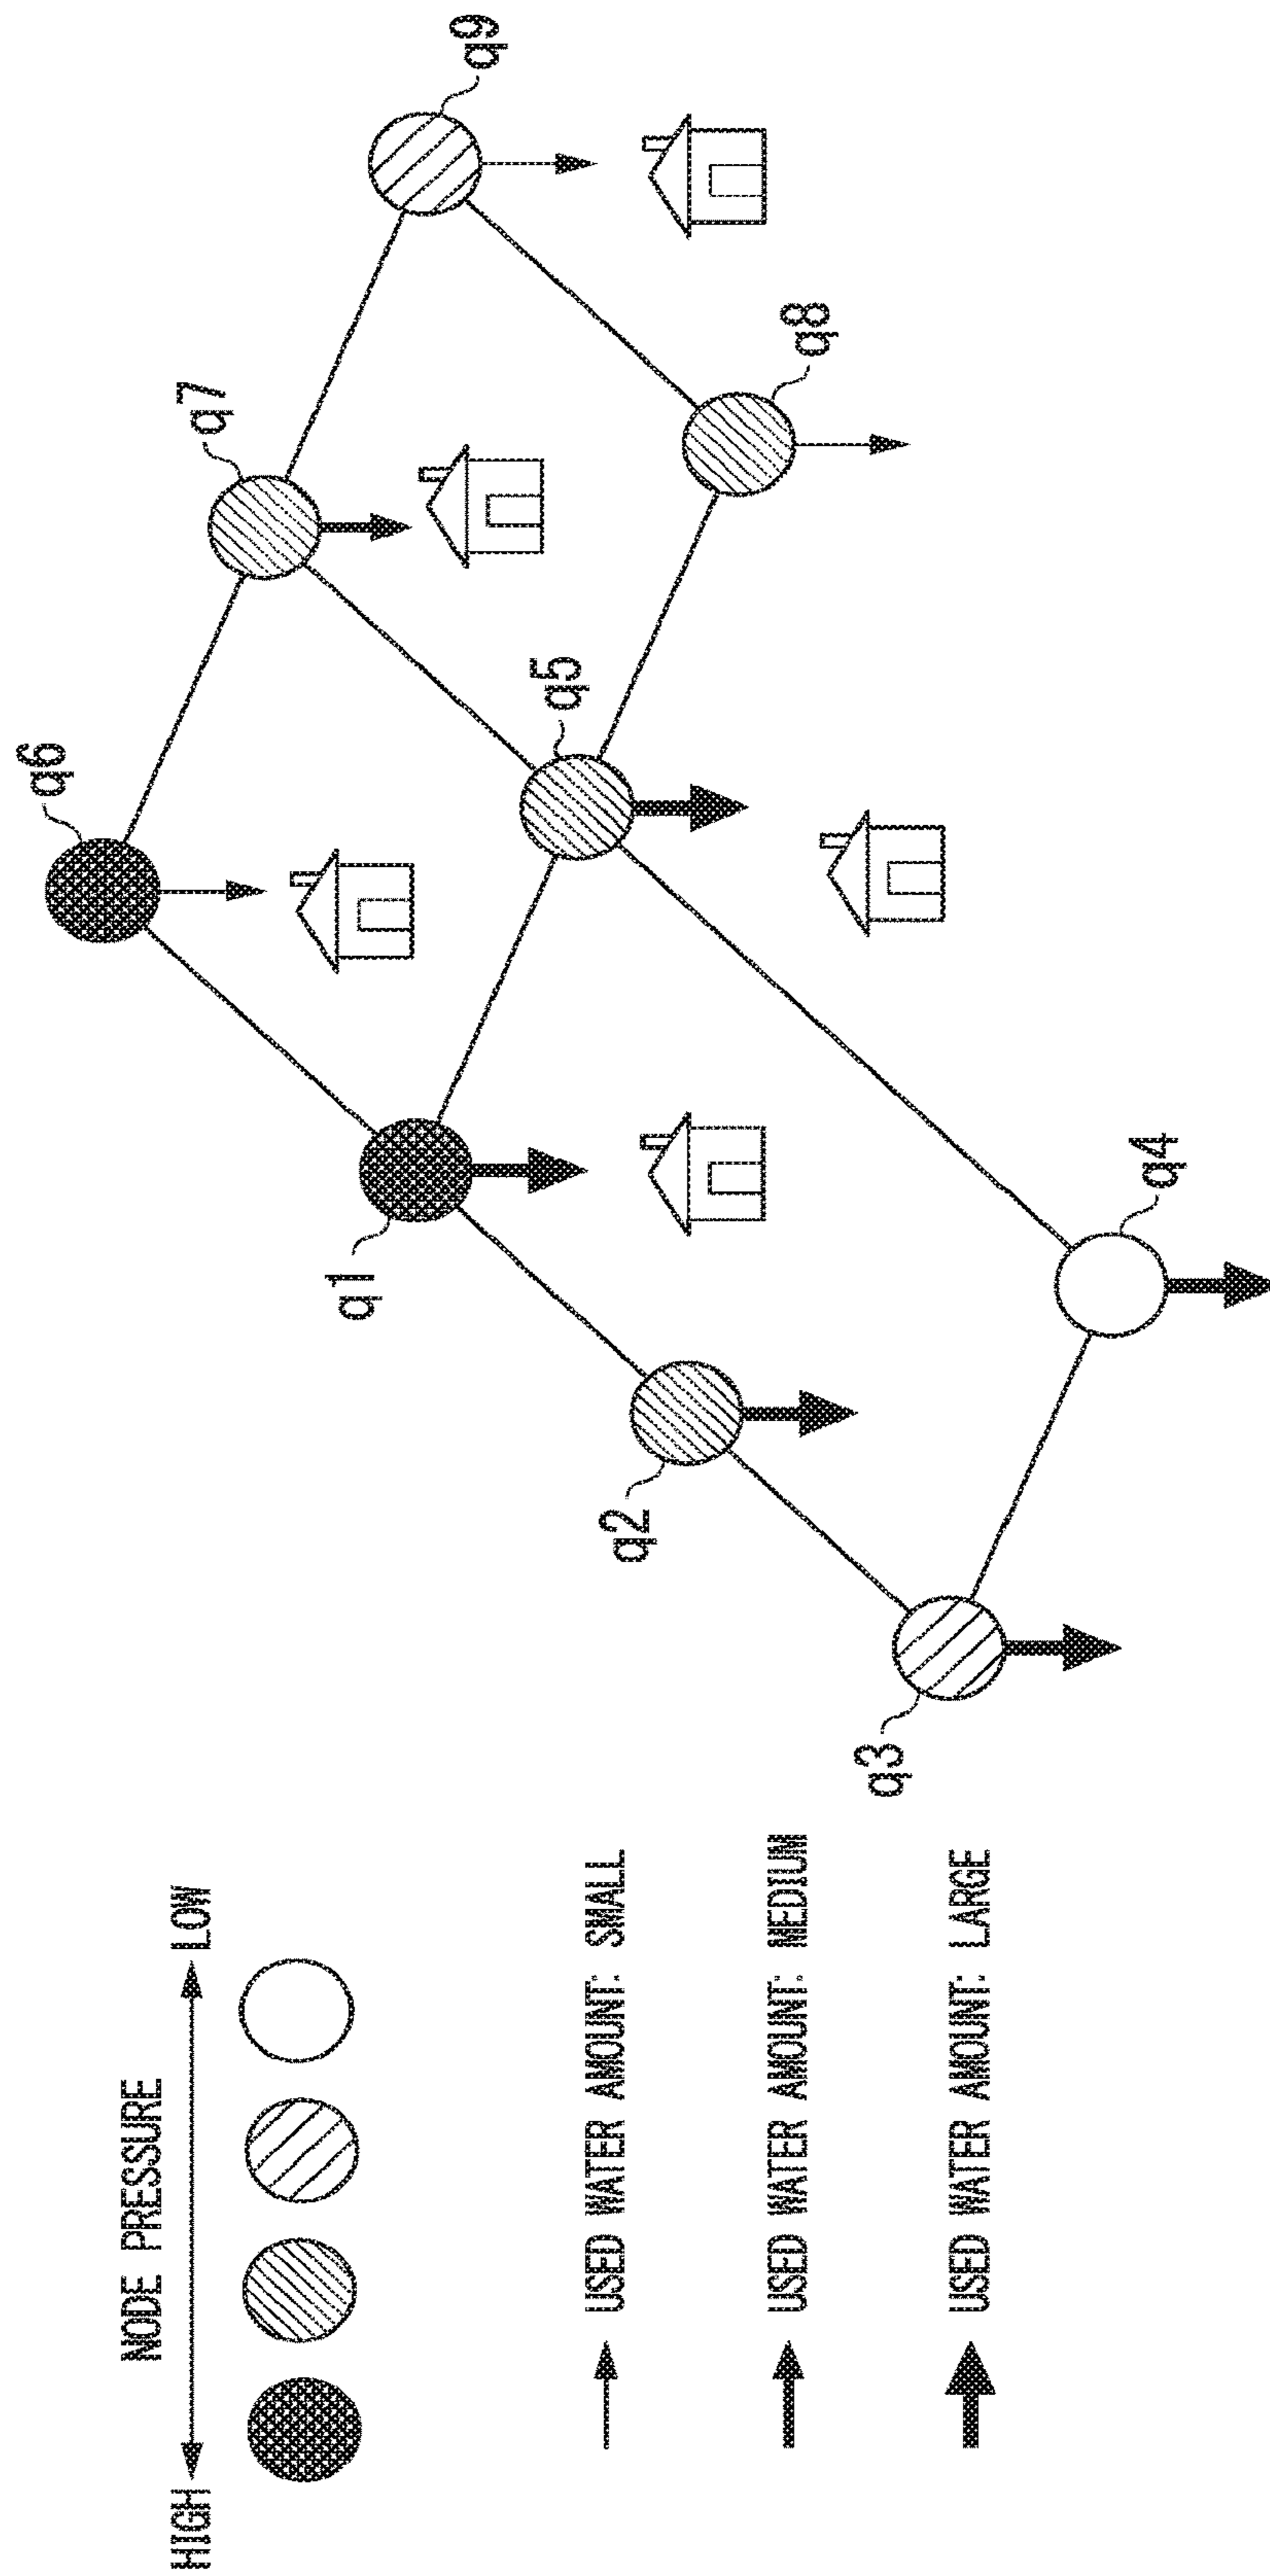 NODE PRESSURE
HIGH
LOW
USED WATER AMOUNT: SMALL
USED WATER AMOUNT: MEDIUM
USED WATER AMOUNT: LARGE
q1
q2
q3
q4
q5
q6
q7
q8
q9